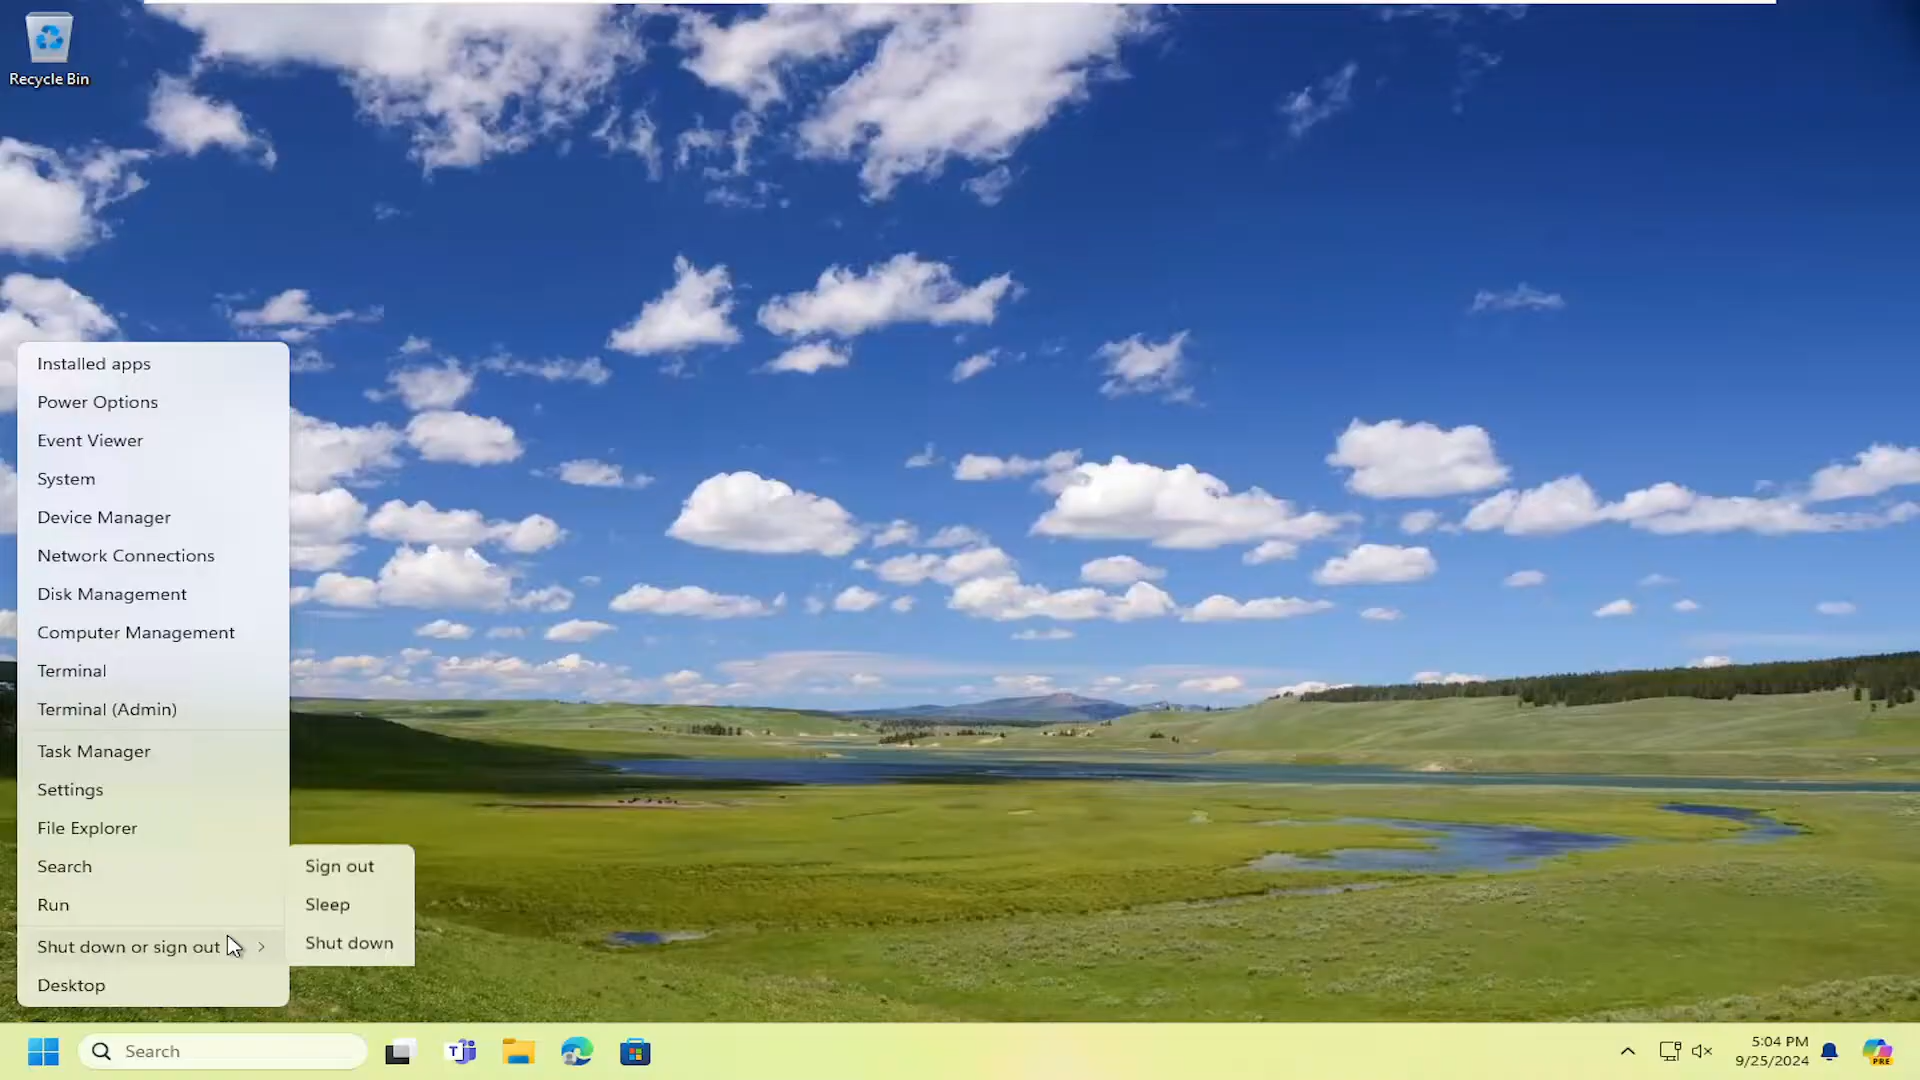 Recycle Bin
Installed apps
Power Options
Event Viewer
System
Device Manager
Network Connections
Disk Management
Computer Management
Terminal
Terminal (Admin)
Task Manager
Settings
File Explorer
Search
Run
Shut down or sign out
Desktop
Sign out
Sleep
Shut down
Search
T
5:04 PM
9/25/2024
PRE